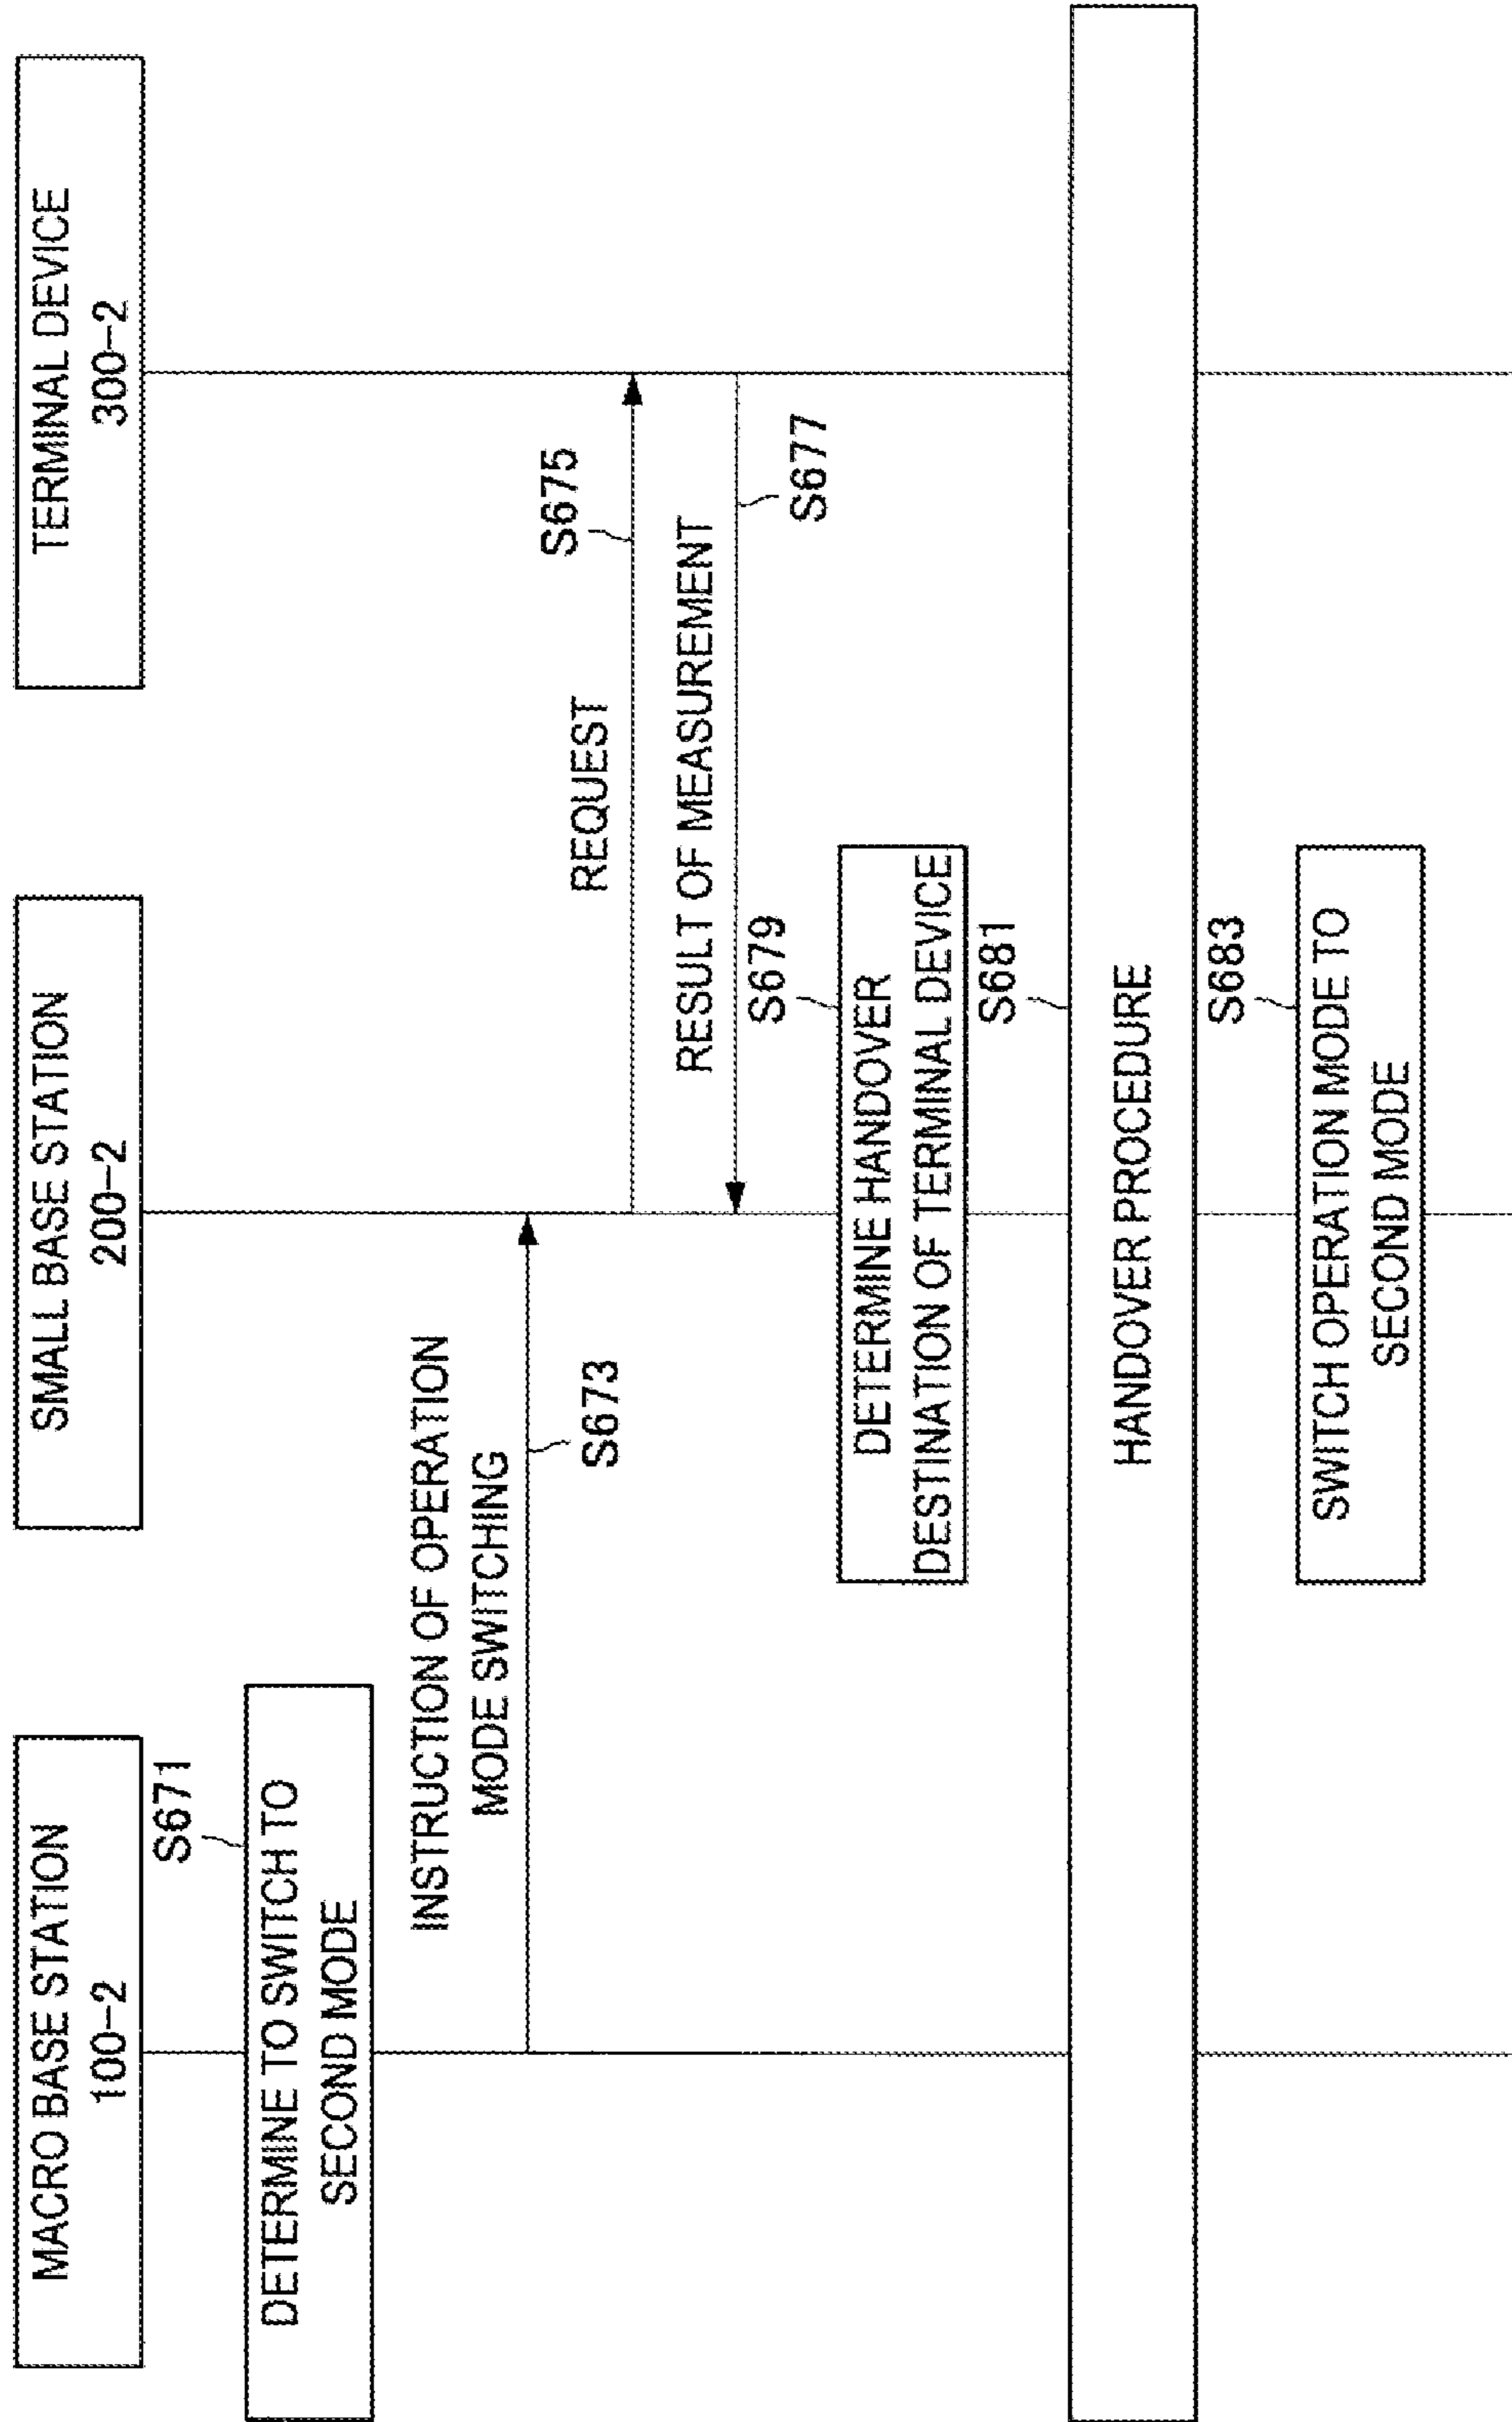 MACRO BASE STATION
100-2
SMALL BASE STATION
200-2
TERMINAL DEVICE
300-2
S671
DETERMINE TO SWITCH TO
SECOND MODE
INSTRUCTION OF OPERATION
MODE SWITCHING
S673
REQUEST
S675
RESULT OF MEASUREMENT
S677
S679
DETERMINE HANDOVER
DESTINATION OF TERMINAL DEVICE
S681
HANDOVER PROCEDURE
S683
SWITCH OPERATION MODE TO
SECOND MODE